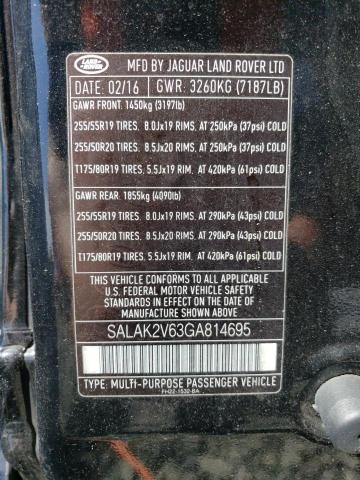 LAND ROVER
MFD BY JAGUAR LAND ROVER LTD
DATE: 02/16 GWR: 3260KG (7187LB)
GAWR FRONT: 1450kg (3197lb)
255/55R19 TIRES, 8.0Jx19 RIMS, AT 250kPa (37psi) COLD
255/50R20 TIRES, 8.5Jx20 RIMS, AT 250kPa (37psi) COLD
T175/80R19 TIRES, 5.5Jx19 RIMS, AT 420kPa (61psi) COLD
GAWR REAR: 1855kg (4090lb)
255/55R19 TIRES, 8.0Jx19 RIMS, AT 290kPa (43psi) COLD
255/50R20 TIRES, 8.5Jx20 RIMS, AT 290kPa (43psi) COLD
T175/80R19 TIRES, 5.5Jx19 RIMS, AT 420kPa (61psi) COLD
THIS VEHICLE CONFORMS TO ALL APPLICABLE
U.S. FEDERAL MOTOR VEHICLE SAFETY
STANDARDS IN EFFECT ON THE DATE OF
MANUFACTURE SHOWN ABOVE
SALAK2V63GA814695
TYPE: MULTI-PURPOSE PASSENGER VEHICLE
FH22-1532-BA